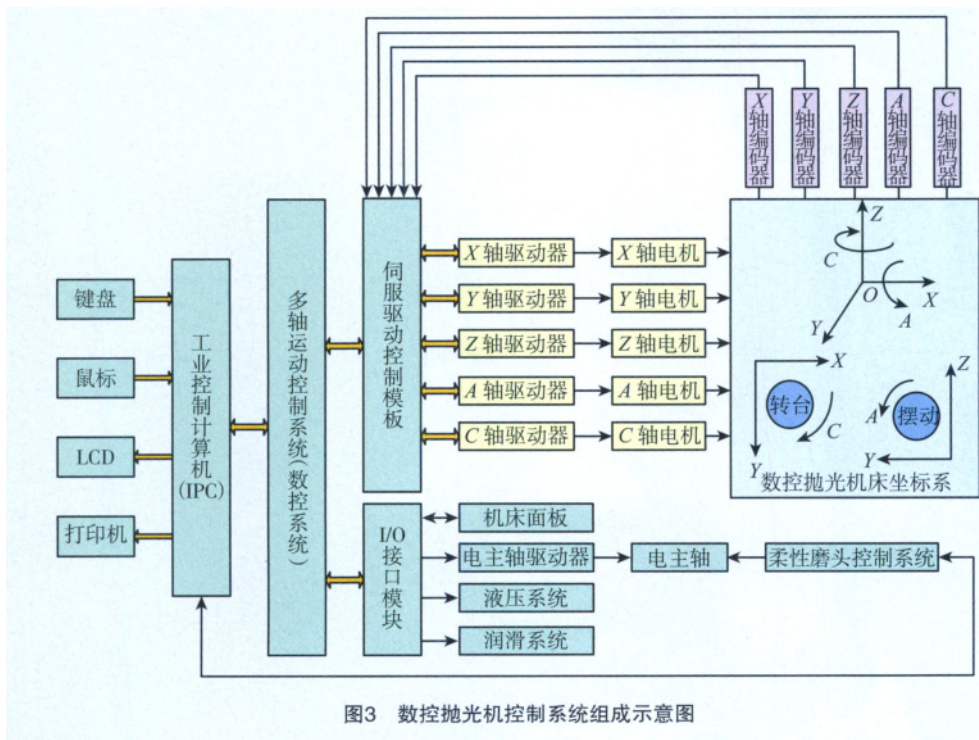 X轴编码器
Y轴编码器
Z轴编码器
A轴编码器
C轴编码器
键盘
鼠标
LCD
打印机
工业控制计算机(IPC)
多轴运动控制系统(数控系统)
伺服驱动控制模板
X轴驱动器
X轴电机
Y轴驱动器
Y轴电机
Z轴驱动器
Z轴电机
A轴驱动器
A轴电机
C轴驱动器
C轴电机
Z
C
O
X
Y
A
X
转台
C
Y
Z
A
摆动
Y
数控抛光机床坐标系
I/O接口模块
机床面板
电主轴驱动器
电主轴
柔性磨头控制系统
液压系统
润滑系统
图3 数控抛光机控制系统组成示意图